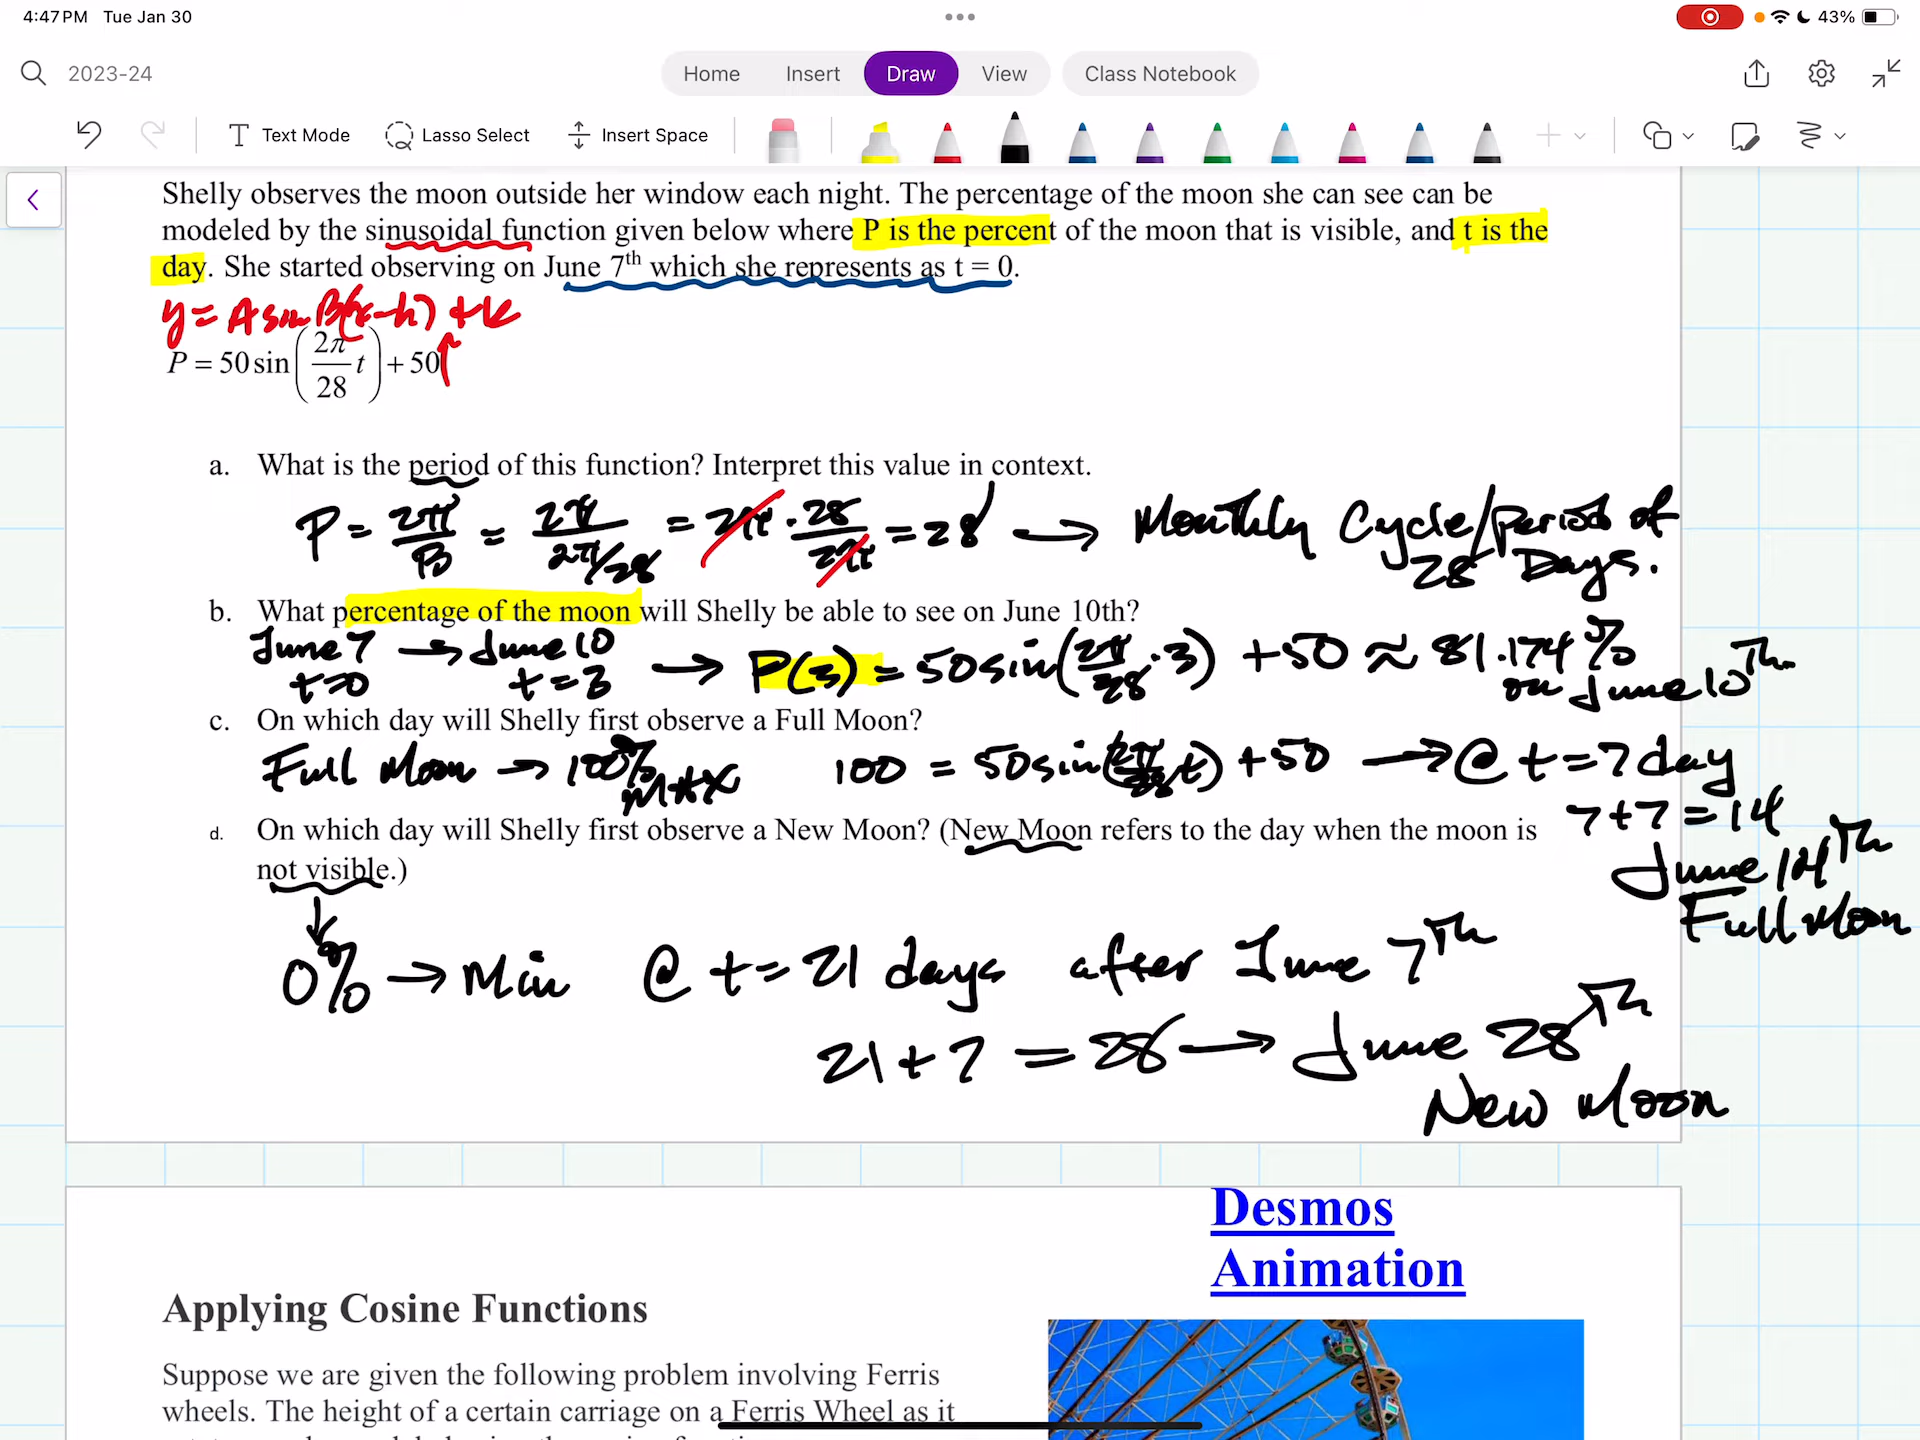 4:47 PM Tue Jan 30
43%
2023-24
Home Insert Draw View Class Notebook
Text Mode Lasso Select Insert Space
Shelly observes the moon outside her window each night. The percentage of the moon she can see can be
modeled by the sinusoidal function given below where P is the percent of the moon that is visible, and t is the
day. She started observing on June 7th which she represents as t = 0.
y = A sin B(x-h) + k
P = 50 sin(2π/28 t) + 50
a. What is the period of this function? Interpret this value in context.
P = 2π/B = 2π/2π/28 = 2π · 28/2π = 28 → Monthly Cycle/period of
28 Days.
b. What percentage of the moon will Shelly be able to see on June 10th?
June 7 → June 10
t=0 t=3 → P(3) = 50 sin(2π/28 · 3) + 50 ≈ 81.174%
on June 10th
c. On which day will Shelly first observe a Full Moon?
Full Moon → 100% MAX 100 = 50 sin(2π/28 t) + 50 → @ t = 7 day
7+7=14
June 14th
Full Moon
d. On which day will Shelly first observe a New Moon? (New Moon refers to the day when the moon is
not visible.)
0% → Min @ t = 21 days after June 7th
21 + 7 = 28 → June 28th
New Moon
Desmos
Animation
Applying Cosine Functions
Suppose we are given the following problem involving Ferris
wheels. The height of a certain carriage on a Ferris Wheel as it